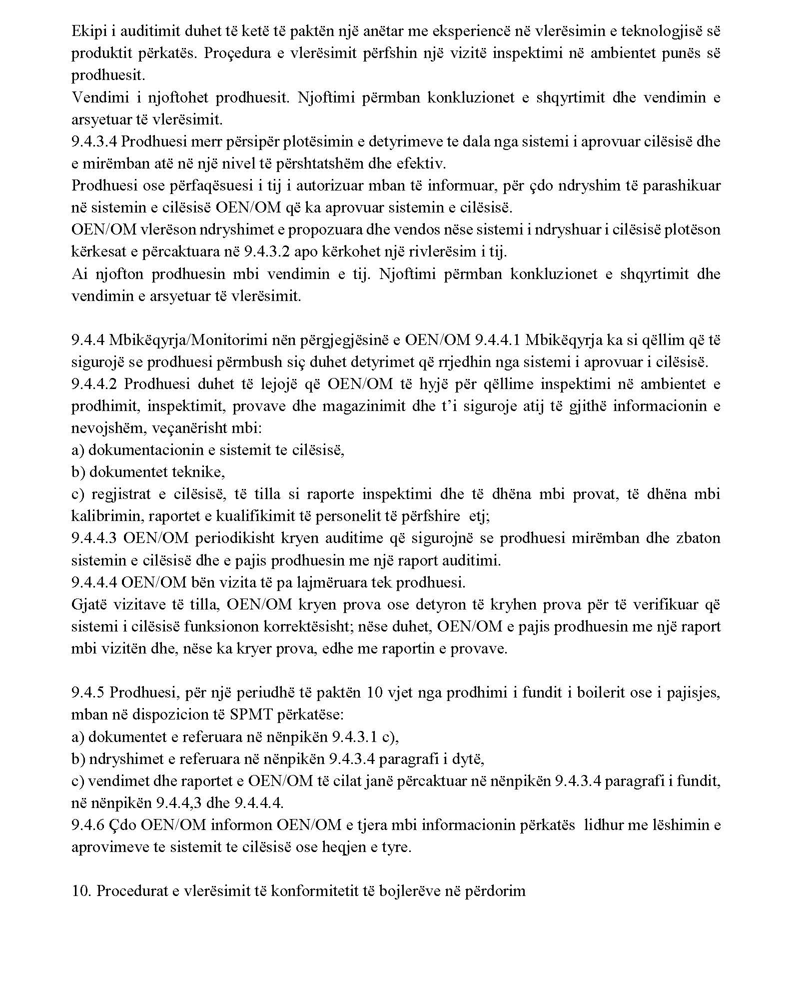 Ekipi i auditimit duhet të ketë të paktën një anëtar me eksperiencë në vlerësimin e teknologjisë së
produktit përkatës. Proçedura e vlerësimit përfshin një vizitë inspektimi në ambientet punës së
prodhuesit.
Vendimi i njoftohet prodhuesit. Njoftimi përmban konkluzionet e shqyrtimit dhe vendimin e
arsyetuar të vlerësimit.
9.4.3.4 Prodhuesi merr përsipër plotësimin e detyrimeve te dala nga sistemi i aprovuar cilësisë dhe
e mirëmban atë në një nivel të përshtatshëm dhe efektiv.
Prodhuesi ose përfaqësuesi i tij i autorizuar mban të informuar, për çdo ndryshim të parashikuar
në sistemin e cilësisë OEN/OM që ka aprovuar sistemin e cilësisë.
OEN/OM vlerëson ndryshimet e propozuara dhe vendos nëse sistemi i ndryshuar i cilësisë plotëson
kërkesat e përcaktuara në 9.4.3.2 apo kërkohet një rivlerësim i tij.
Ai njofton prodhuesin mbi vendimin e tij. Njoftimi përmban konkluzionet e shqyrtimit dhe
vendimin e arsyetuar të vlerësimit.
9.4.4 Mbikëqyrja/Monitorimi nën përgjegjësinë e OEN/OM 9.4.4.1 Mbikëqyrja ka si qëllim që të
sigurojë se prodhuesi përmbush siç duhet detyrimet që rrjedhin nga sistemi i aprovuar i cilësisë.
9.4.4.2 Prodhuesi duhet të lejojë që OEN/OM të hyjë për qëllime inspektimi në ambientet e
prodhimit, inspektimit, provave dhe magazinimit dhe t’i siguroje atij të gjithë informacionin e
nevojshëm, veçanërisht mbi:
a) dokumentacionin e sistemit te cilësisë,
b) dokumentet teknike,
c) regjistrat e cilësisë, të tilla si raporte inspektimi dhe të dhëna mbi provat, të dhëna mbi
kalibrimin, raportet e kualifikimit të personelit të përfshire  etj;
9.4.4.3 OEN/OM periodikisht kryen auditime që sigurojnë se prodhuesi mirëmban dhe zbaton
sistemin e cilësisë dhe e pajis prodhuesin me një raport auditimi.
9.4.4.4 OEN/OM bën vizita të pa lajmëruara tek prodhuesi.
Gjatë vizitave të tilla, OEN/OM kryen prova ose detyron të kryhen prova për të verifikuar që
sistemi i cilësisë funksionon korrektësisht; nëse duhet, OEN/OM e pajis prodhuesin me një raport
mbi vizitën dhe, nëse ka kryer prova, edhe me raportin e provave.
9.4.5 Prodhuesi, për një periudhë të paktën 10 vjet nga prodhimi i fundit i boilerit ose i pajisjes,
mban në dispozicion të SPMT përkatëse:
a) dokumentet e referuara në nënpikën 9.4.3.1 c),
b) ndryshimet e referuara në nënpikën 9.4.3.4 paragrafi i dytë,
c) vendimet dhe raportet e OEN/OM të cilat janë përcaktuar në nënpikën 9.4.3.4 paragrafi i fundit,
në nënpikën 9.4.4,3 dhe 9.4.4.4.
9.4.6 Çdo OEN/OM informon OEN/OM e tjera mbi informacionin përkatës  lidhur me lëshimin e
aprovimeve te sistemit te cilësisë ose heqjen e tyre.
10. Procedurat e vlerësimit të konformitetit të bojlerëve në përdorim